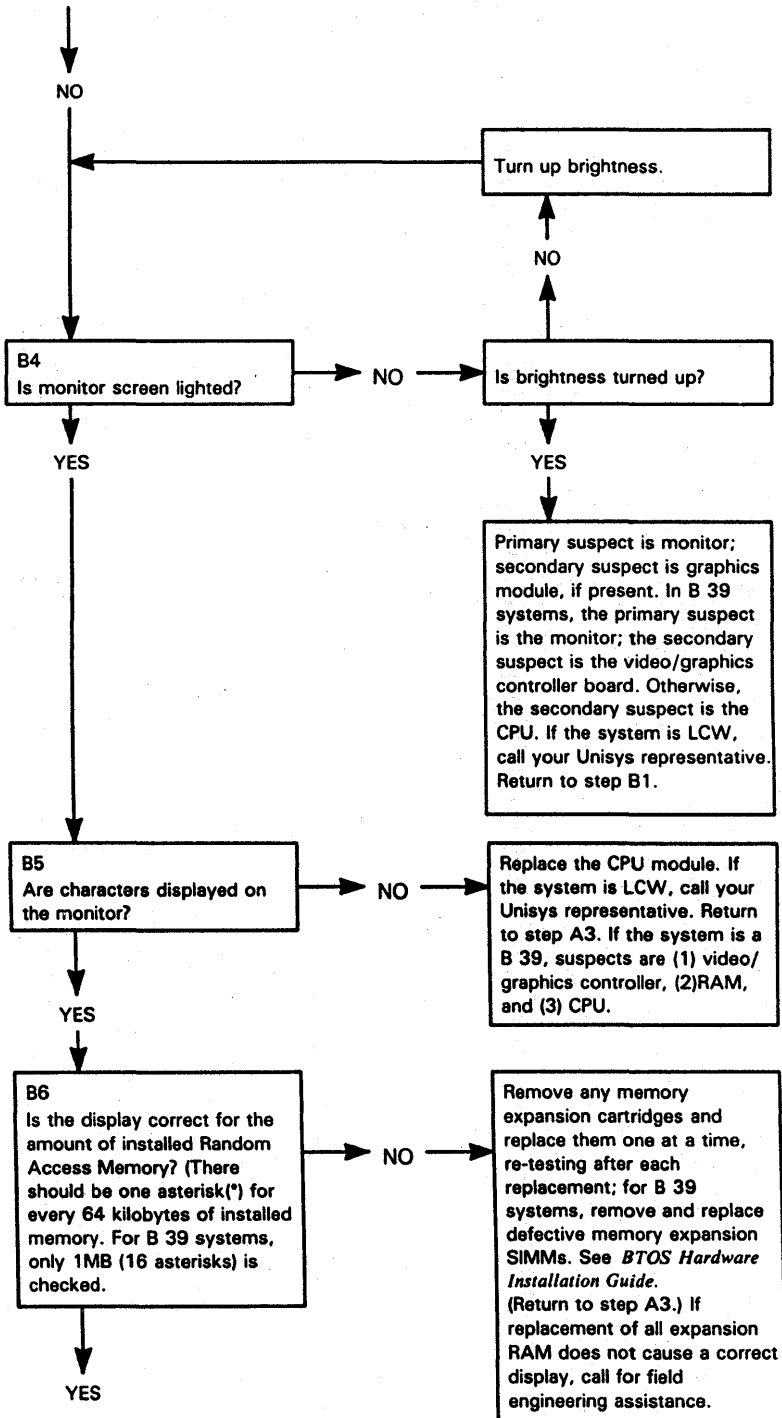 NO
Turn up brightness.
NO
B4
Is monitor screen lighted?
NO
Is brightness turned up?
YES
YES
Primary suspect is monitor;
secondary suspect is graphics
module, if present. In B 39
systems, the primary suspect
is the monitor; the secondary
suspect is the video/graphics
controller board. Otherwise,
the secondary suspect is the
CPU. If the system is LCW,
call your Unisys representative.
Return to step B1.
B5
Are characters displayed on
the monitor?
NO
Replace the CPU module. If
the system is LCW, call your
Unisys representative. Return
to step A3. If the system is a
B 39, suspects are (1) video/
graphics controller, (2)RAM,
and (3) CPU.
YES
B6
Is the display correct for the
amount of installed Random
Access Memory? (There
should be one asterisk(*) for
every 64 kilobytes of installed
memory. For B 39 systems,
only 1MB (16 asterisks) is
checked.
NO
Remove any memory
expansion cartridges and
replace them one at a time,
re-testing after each
replacement; for B 39
systems, remove and replace
defective memory expansion
SIMMs. See BTOS Hardware
Installation Guide.
(Return to step A3.) If
replacement of all expansion
RAM does not cause a correct
display, call for field
engineering assistance.
YES